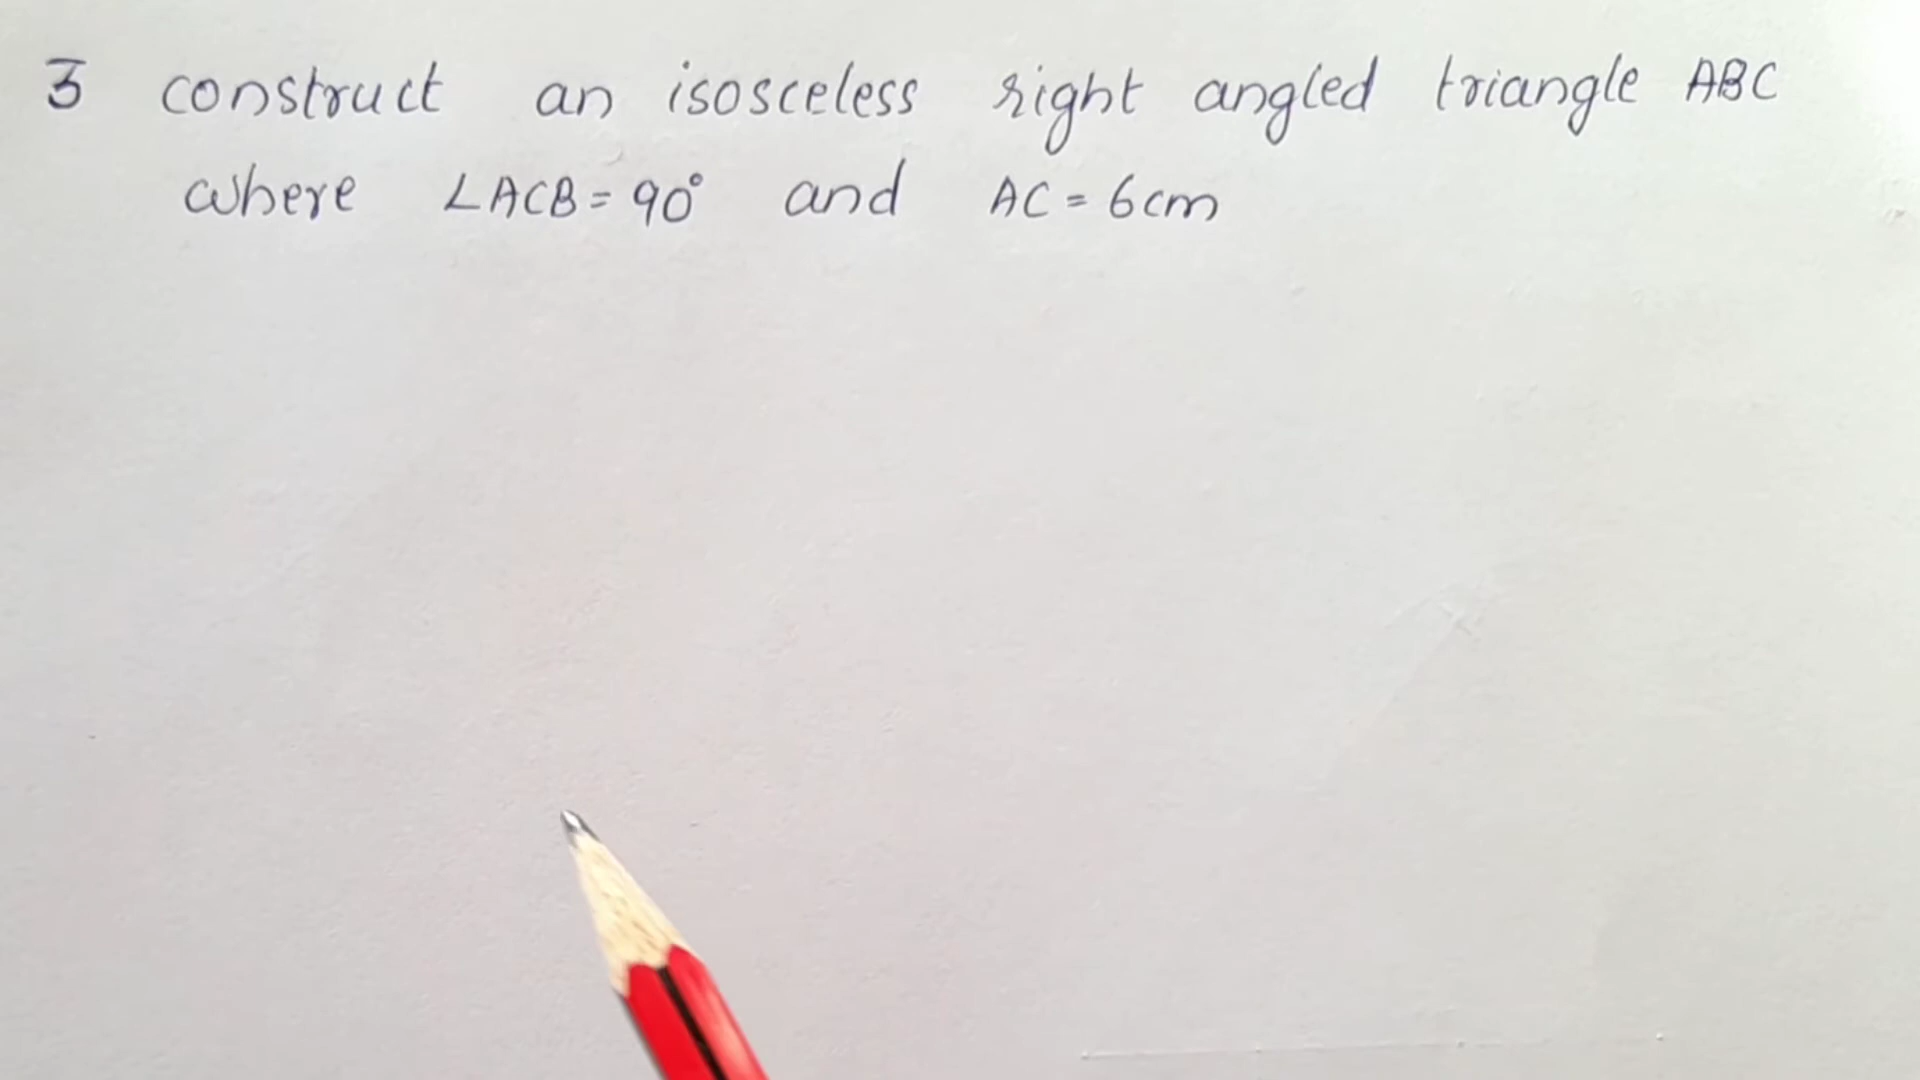 3 construct an isosceless right angled triangle ABC
where ∠ACB = 90° and AC = 6cm